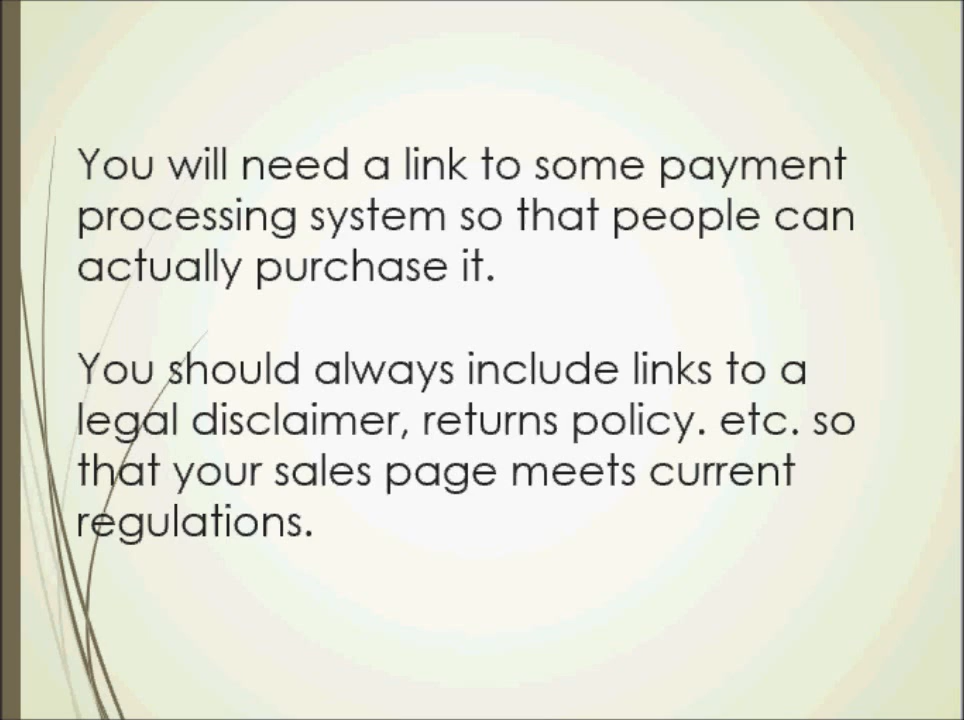 You will need a link to some payment
processing system so that people can
actually purchase it.
You should always include links to a
legal disclaimer, returns policy. etc. so
that your sales page meets current
regulations.